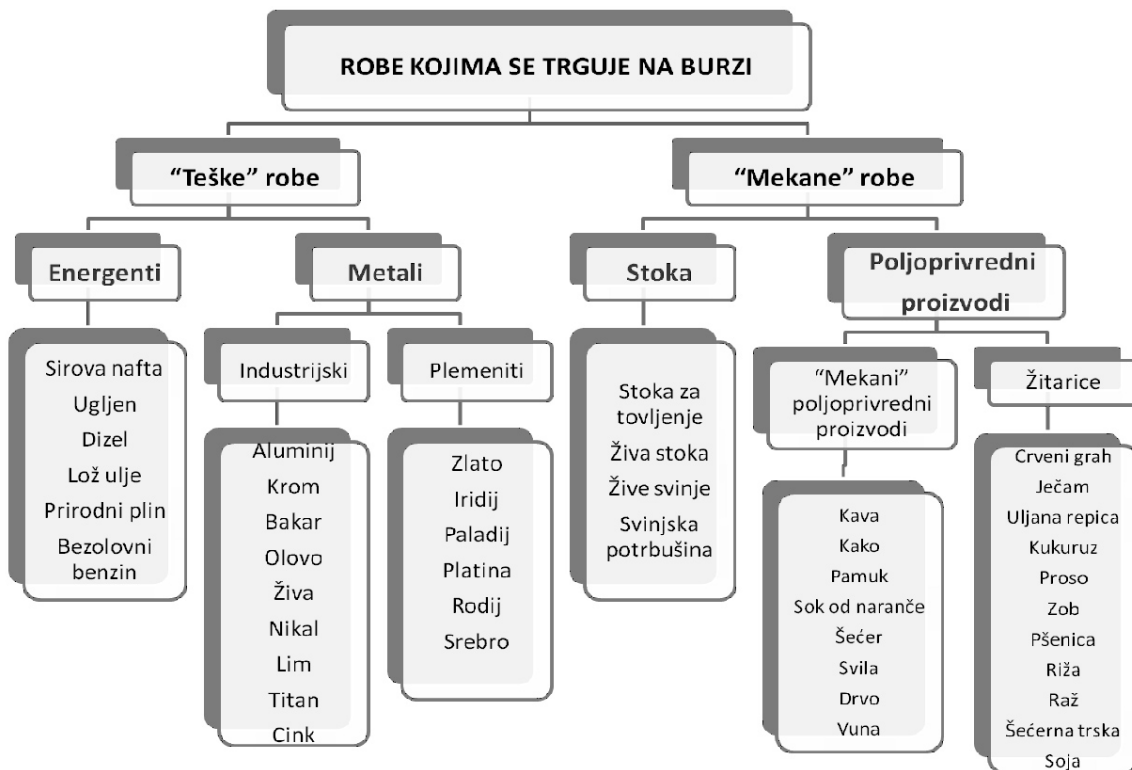 ROBE KOJIMA SE TRGUJE NA BURZI
“Teške” robe
“Mekane” robe
Energenti
Metali
Stoka
Poljoprivredni
proizvodi
Sirova nafta
Ugljen
Dizel
Lož ulje
Prirodni plin
Bezolovni
benzin
Industrijski
Aluminij
Krom
Bakar
Olovo
Živa
Nikal
Lim
Titan
Cink
Plemeniti
Zlato
Iridij
Paladij
Platina
Rodij
Srebro
Stoka za
tovljenje
Živa stoka
Žive svinje
Svinjska
potrbušina
“Mekani”
poljoprivredni
proizvodi
Kava
Kako
Pamuk
Sok od naranče
Šećer
Svila
Drvo
Vuna
Žitarice
Crveni grah
Ječam
Uljana repica
Kukuruz
Proso
Zob
Pšenica
Riža
Raž
Šećerna trska
Soja